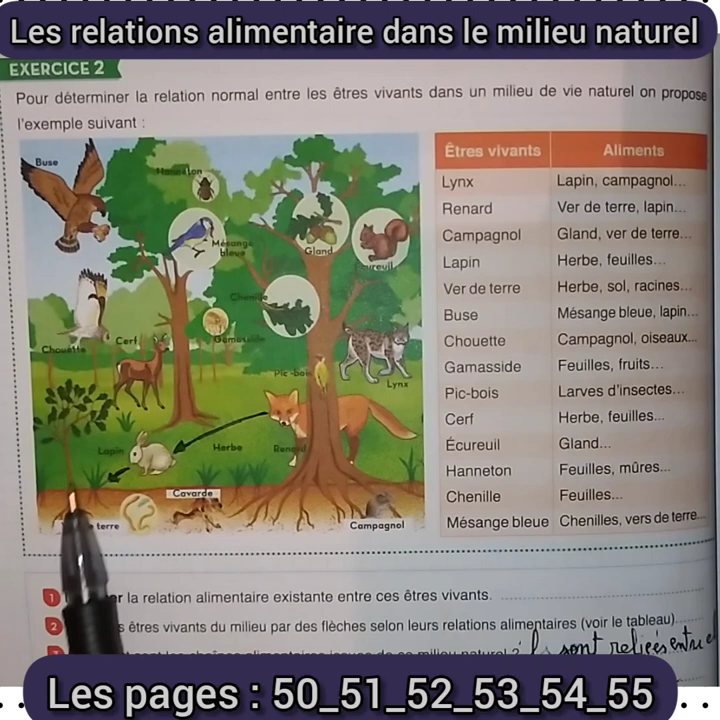 Les relations alimentaire dans le milieu naturel
EXERCICE 2
Pour déterminer la relation normal entre les êtres vivants dans un milieu de vie naturel on propose
l'exemple suivant :
Buse
Hanneton
Mésange
bleue
Gland
Écureuil
Chenille
Chouette
Cerf
Gamasside
Pic -bois
Lynx
Lapin
Herbe
Renard
Cavarde
terre
Campagnol
Êtres vivants Aliments
Lynx Lapin, campagnol...
Renard Ver de terre, lapin...
Campagnol Gland, ver de terre...
Lapin Herbe, feuilles...
Ver de terre Herbe, sol, racines...
Buse Mésange bleue, lapin...
Chouette Campagnol, oiseaux...
Gamasside Feuilles, fruits...
Pic-bois Larves d'insectes...
Cerf Herbe, feuilles...
Écureuil Gland...
Hanneton Feuilles, mûres...
Chenille Feuilles...
Mésange bleue Chenilles, vers de terre...
1 la relation alimentaire existante entre ces êtres vivants.
2 êtres vivants du milieu par des flèches selon leurs relations alimentaires (voir le tableau)
sont reliées entre
Les pages : 50_51_52_53_54_55